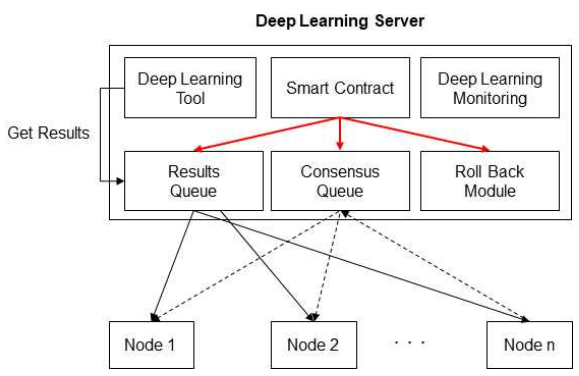 Deep Learning Server
Deep Learning
Tool
Smart Contract
Deep Learning
Monitoring
Get Results
Results
Queue
Consensus
Queue
Roll Back
Module
Node 1
Node 2
. . .
Node n